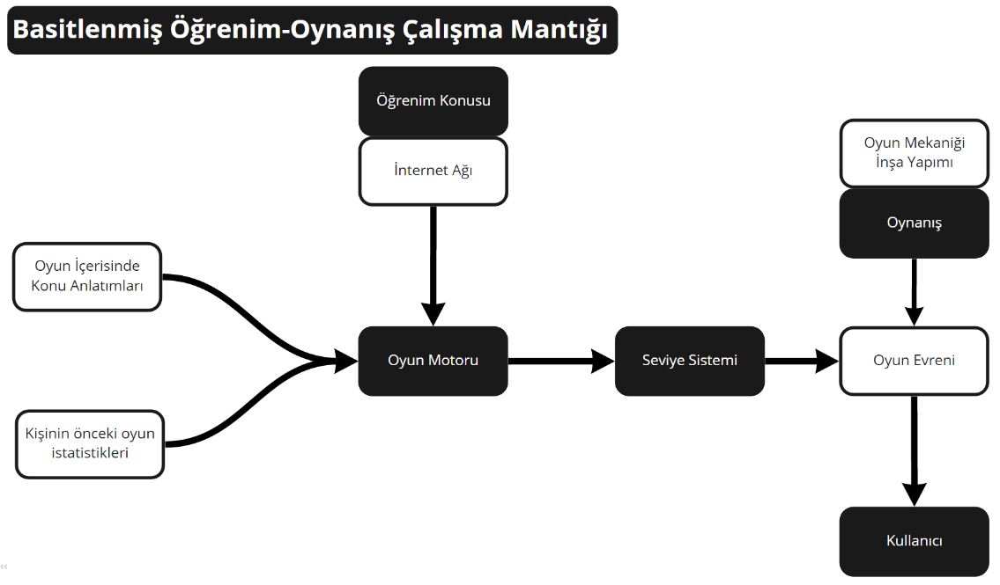 Basitlenmiş Öğrenim-Oynanış Çalışma Mantığı
Öğrenim Konusu
İnternet Ağı
Oyun Mekaniği
İnşa Yapımı
Oynanış
Oyun İçerisinde
Konu Anlatımları
Oyun Motoru
Seviye Sistemi
Oyun Evreni
Kişinin önceki oyun
istatistikleri
Kullanıcı
‹‹